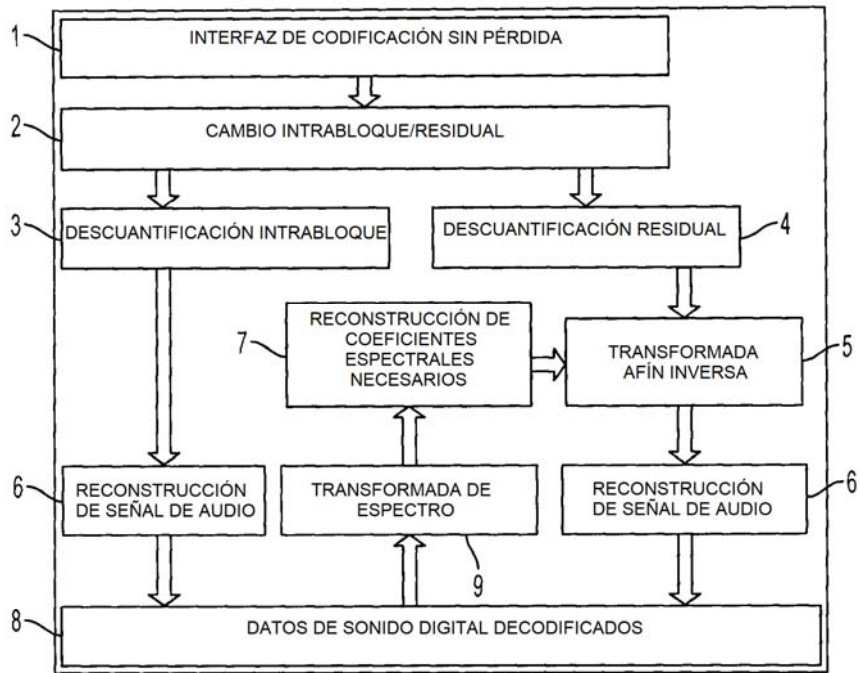 1
INTERFAZ DE CODIFICACIÓN SIN PÉRDIDA
2
CAMBIO INTRABLOQUE/RESIDUAL
3
DESCUANTIFICACIÓN INTRABLOQUE
DESCUANTIFICACIÓN RESIDUAL
4
7
RECONSTRUCCIÓN DE
COEFICIENTES
ESPECTRALES
NECESARIOS
TRANSFORMADA
AFÍN INVERSA
5
6
RECONSTRUCCIÓN
DE SEÑAL DE AUDIO
TRANSFORMADA DE
ESPECTRO
9
RECONSTRUCCIÓN
DE SEÑAL DE AUDIO
6
8
DATOS DE SONIDO DIGITAL DECODIFICADOS